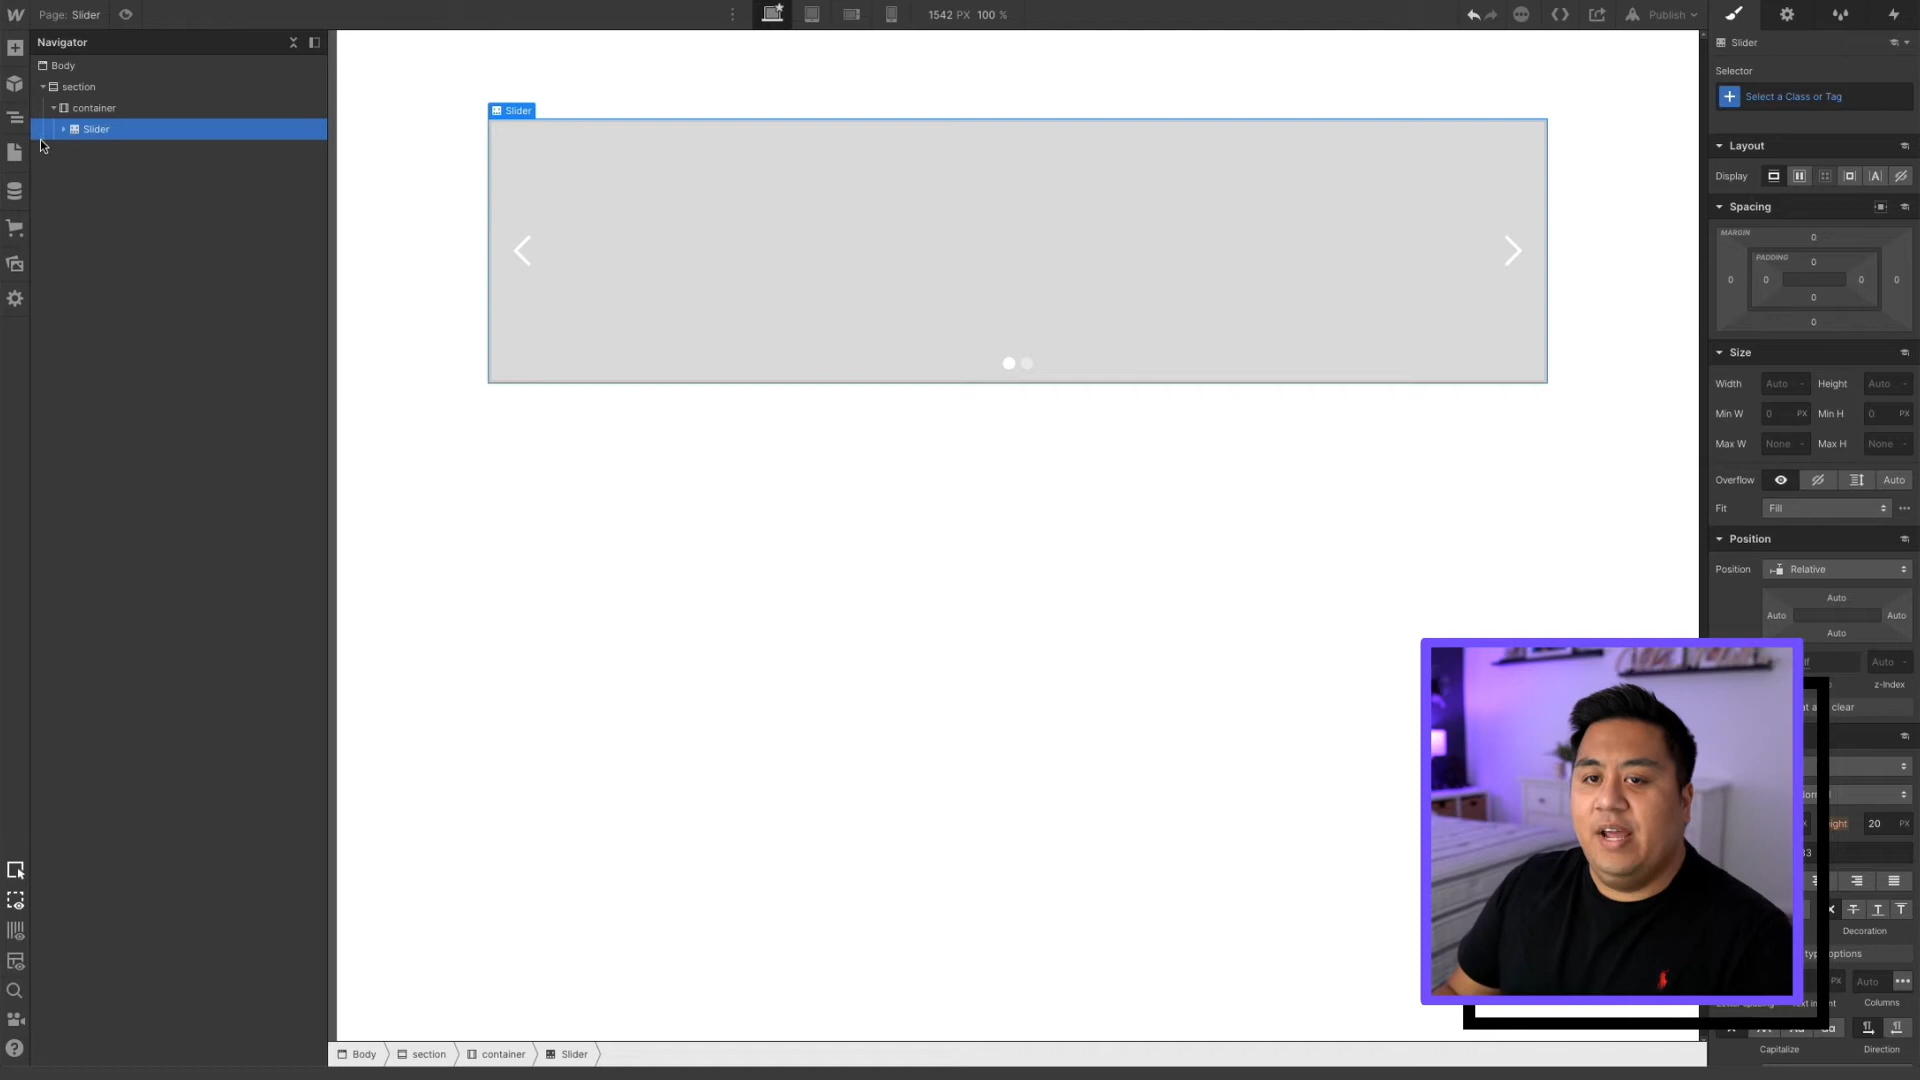 Page: Slider
1542 PX 100 %
Publish
Navigator
Body
section
container
Slider
Slider
Slider
Selector
Select a Class or Tag
Layout
Display
Spacing
MARGIN
0
PADDING
0
0 0 0 0
0
0
Size
Width Auto - Height Auto -
Min W 0 PX Min H 0 PX
Max W None - Max H None -
Overflow Auto
Fit Fill
Position
Position Relative
Auto
Auto Auto
Auto
Auto -
z-Index
clear
20 PX
Decoration
options
PX Auto
Columns
Capitalize Direction
Body section container Slider